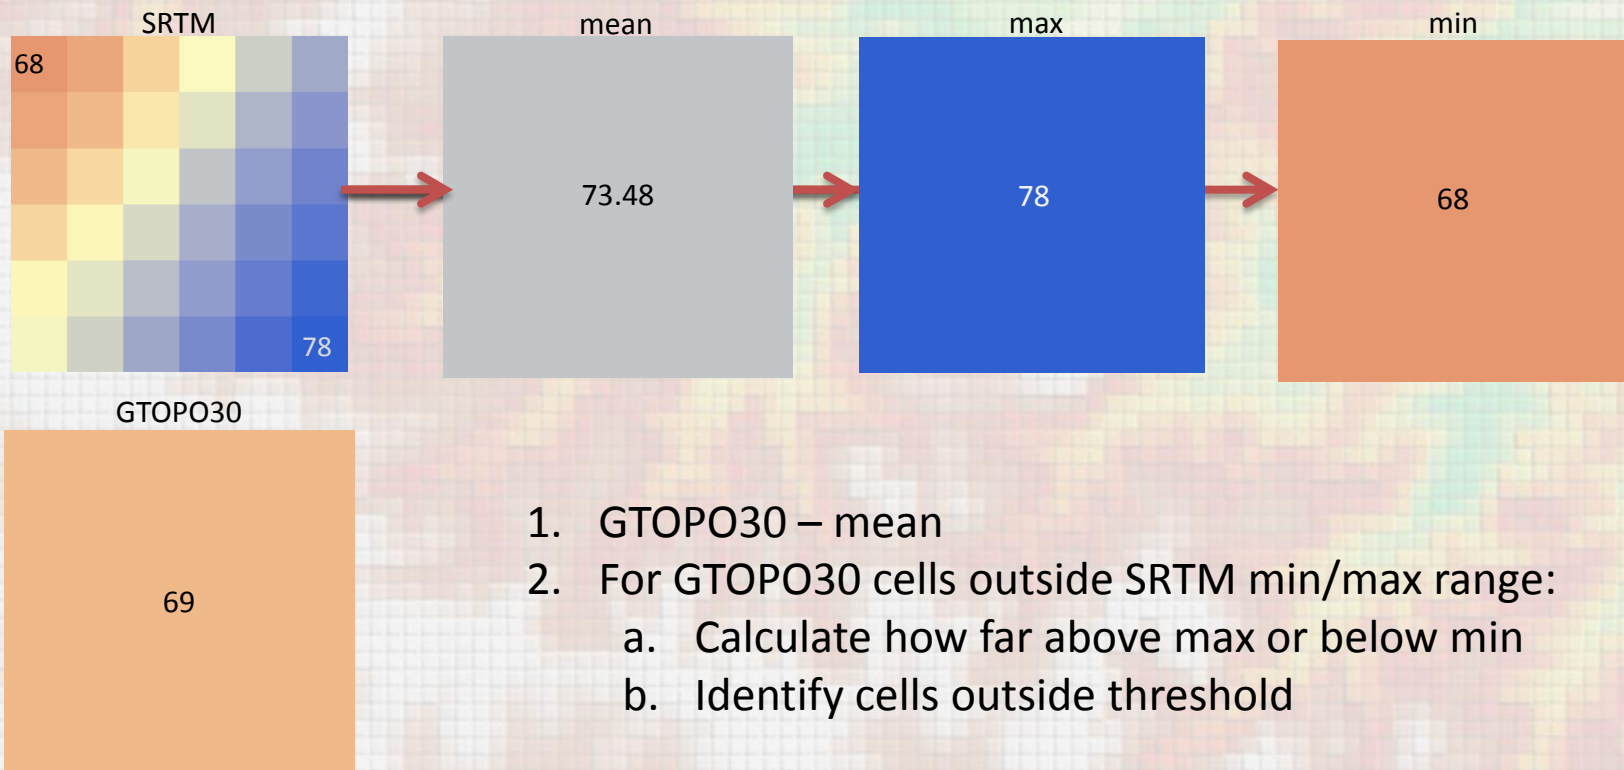 SRTM
mean
max
min
68
73.48
78
68
78
GTOPO30
69
1. GTOPO30 – mean
2. For GTOPO30 cells outside SRTM min/max range:
a. Calculate how far above max or below min
b. Identify cells outside threshold